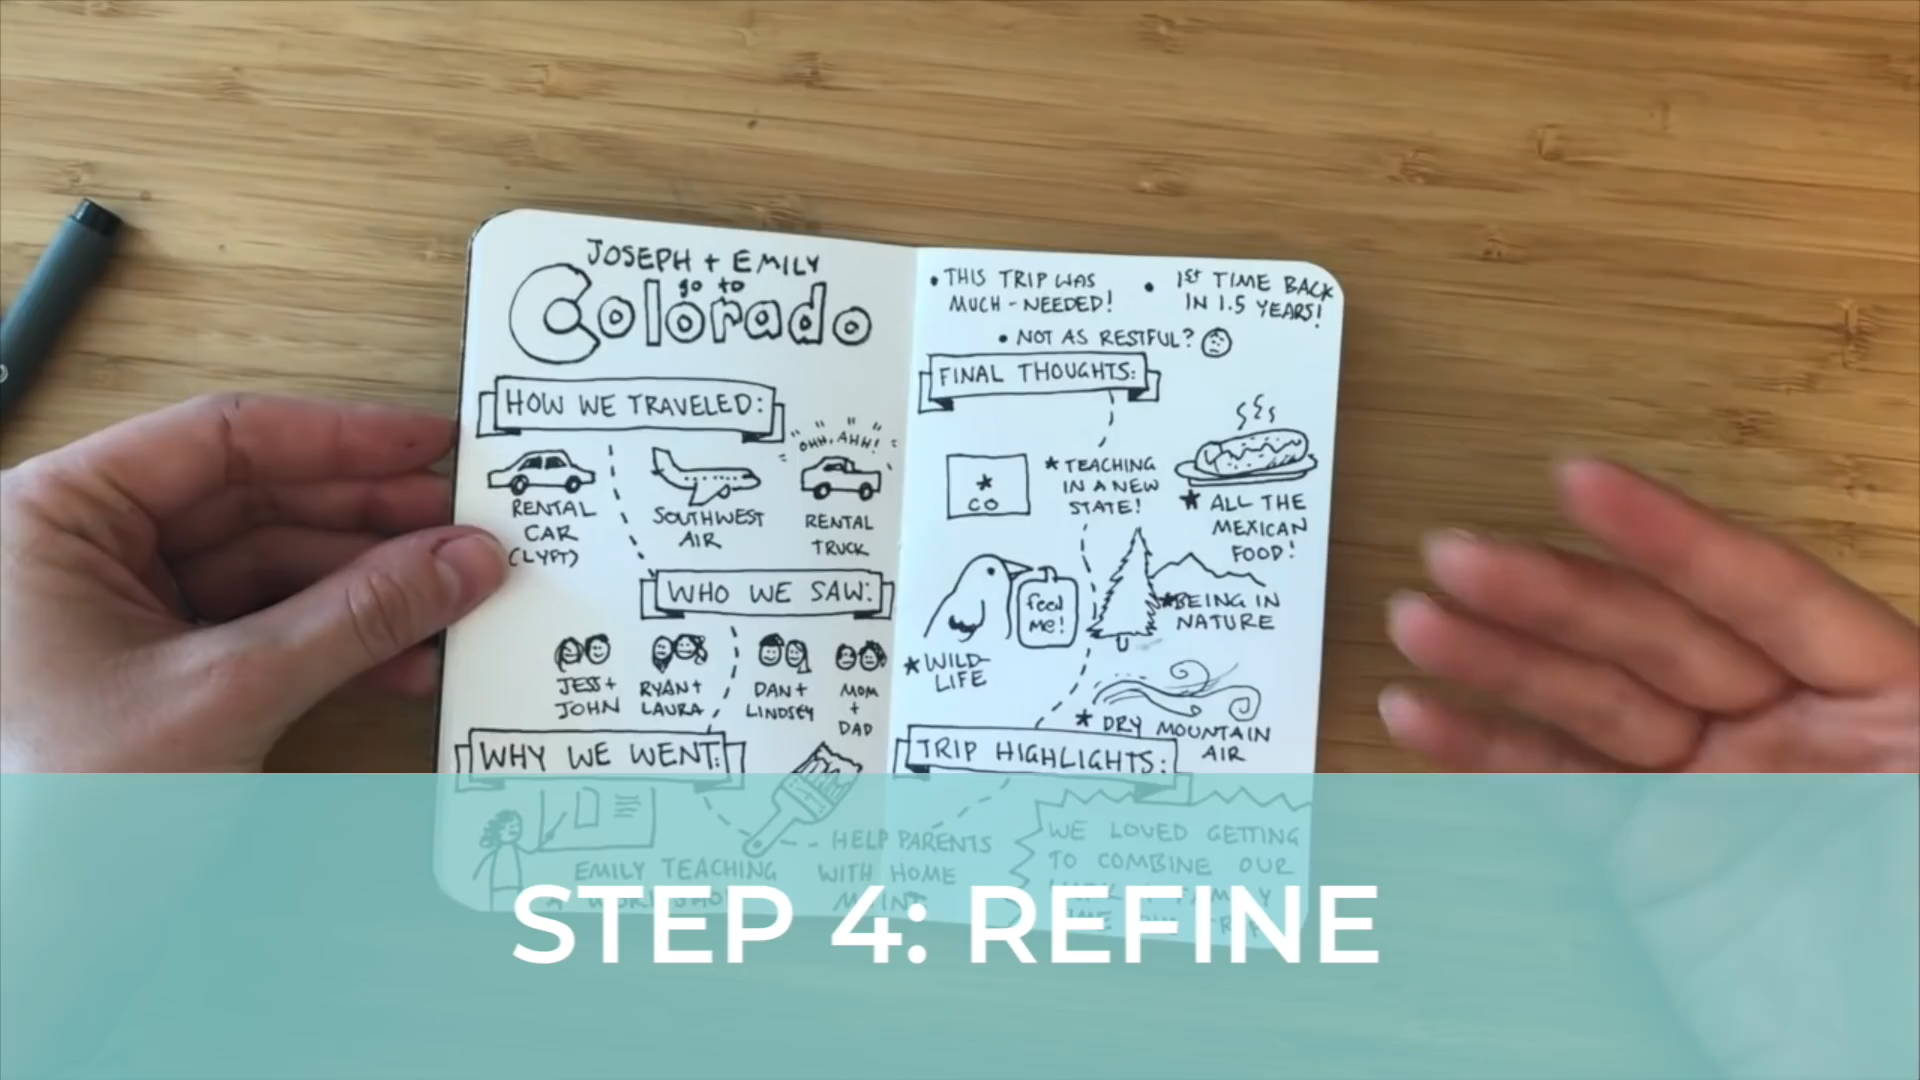 JOSEPH + EMILY
go to
Colorado
HOW WE TRAVELED:
OHH, AHH!
RENTAL
CAR
(LYFT)
SOUTHWEST
AIR
RENTAL
TRUCK
WHO WE SAW:
JESS +
JOHN
RYAN +
LAURA
DAN +
LINDSEY
MOM
+
DAD
WHY WE WENT:
EMILY TEACHING
A WORKSHOP
HELP PARENTS
WITH HOME
MAINT.
• THIS TRIP WAS
MUCH-NEEDED!
• 1st TIME BACK
IN 1.5 YEARS!
• NOT AS RESTFUL?
FINAL THOUGHTS:
*
CO
* TEACHING
IN A NEW
STATE!
* ALL THE
MEXICAN
FOOD!
feed
me!
* WILD-
LIFE
* BEING IN
NATURE
* DRY MOUNTAIN
AIR
TRIP HIGHLIGHTS:
WE LOVED GETTING
TO COMBINE OUR
FAMILY
STEP 4: REFINE